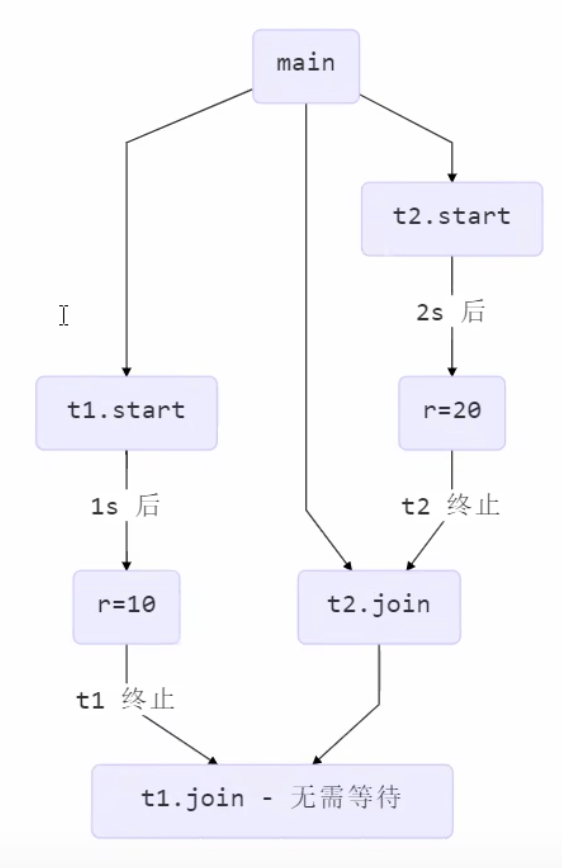 main
t2.start
2s 后
t1.start
r=20
1s 后
t2 终止
r=10
t2.join
t1 终止
t1.join - 无需等待